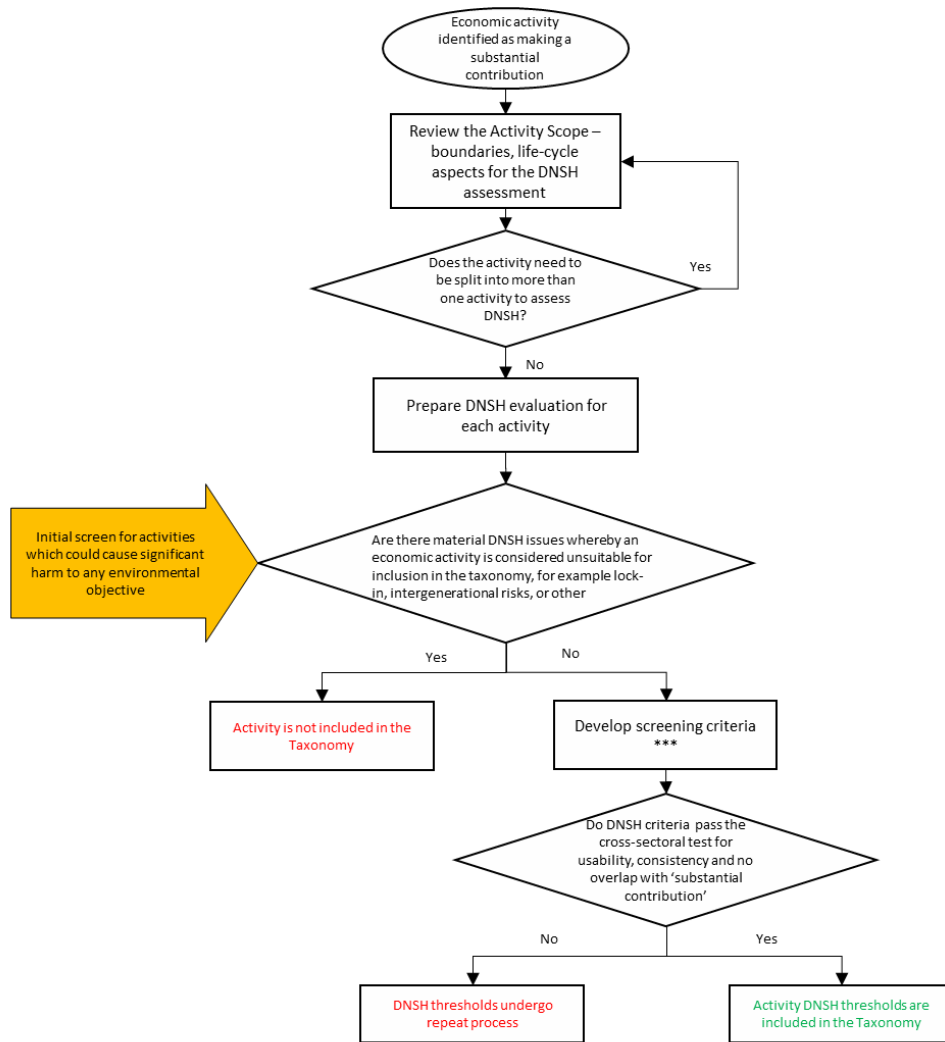 Economic activity
identified as making a
substantial
contribution
Review the Activity Scope –
boundaries, life-cycle
aspects for the DNSH
assessment
Does the activity need to
be split into more than
one activity to assess
DNSH?
Yes
No
Prepare DNSH evaluation for
each activity
Initial screen for activities
which could cause significant
harm to any environmental
objective
Are there material DNSH issues whereby an
economic activity is considered unsuitable for
inclusion in the taxonomy, for example lock-
in, intergenerational risks, or other
Yes
No
Activity is not included in the
Taxonomy
Develop screening criteria
***
Do DNSH criteria pass the
cross-sectoral test for
usability, consistency and no
overlap with ‘substantial
contribution’
No
Yes
DNSH thresholds undergo
repeat process
Activity DNSH thresholds are
included in the Taxonomy